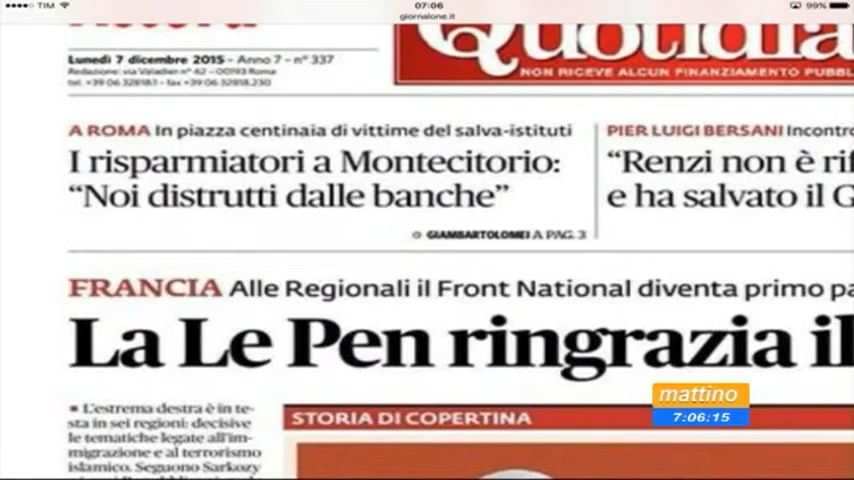 TIM 07:06 99%
giornalone.it
Quotidia
Lunedì 7 dicembre 2015 - Anno 7 - n° 337
Redazione: via Valadier n° 42 - 00193 Roma
tel. +39 06 32818.1 - fax +39 06 32818.230
NON RICEVE ALCUN FINANZIAMENTO PUBBL
A ROMA In piazza centinaia di vittime del salva-istituti
I risparmiatori a Montecitorio:
“Noi distrutti dalle banche”
GIAMBARTOLOMEI A PAG. 3
PIER LUIGI BERSANI Incontro
“Renzi non è rif
e ha salvato il G
FRANCIA Alle Regionali il Front National diventa primo pa
La Le Pen ringrazia il
▪ L'estrema destra è in te-
sta in sei regioni: decisive
le tematiche legate all'im-
migrazione e al terrorismo
islamico. Seguono Sarkozy
STORIA DI COPERTINA
mattino
7:06:15